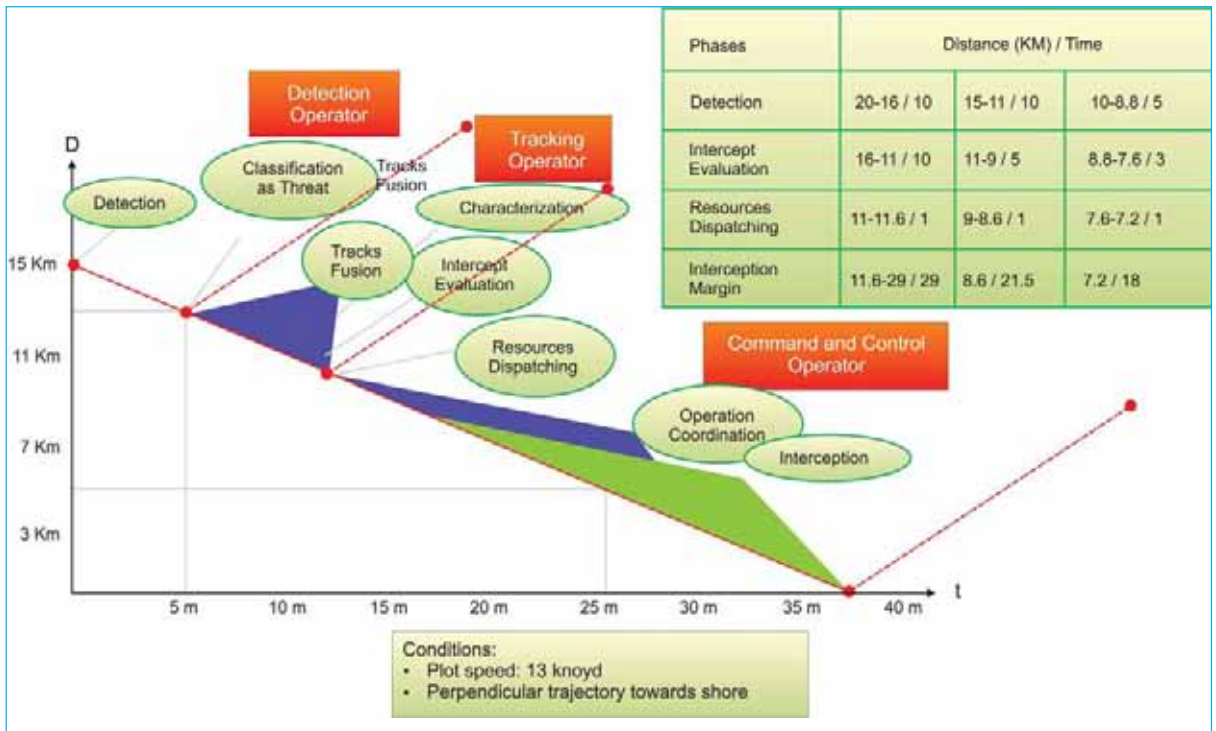 Phases
Distance (KM) / Time
Detection
20-16 / 10
15-11 / 10
10-8.8 / 5
Intercept
Evaluation
16-11 / 10
11-9 / 5
8.8-7.6 / 3
Resources
Dispatching
11-11.6 / 1
9-8.6 / 1
7.6-7.2 / 1
Interception
Margin
11.6-29 / 29
8.6 / 21.5
7.2 / 18
Detection
Operator
Tracking
Operator
D
Classification
as Threat
Tracks
Fusion
Detection
Characterization
Tracks
Fusion
Intercept
Evaluation
15 Km
Resources
Dispatching
Command and Control
Operator
11 Km
Operation
Coordination
7 Km
Interception
3 Km
t
5 m
10 m
15 m
20 m
25 m
30 m
35 m
40 m
Conditions:
• Plot speed: 13 knoyd
• Perpendicular trajectory towards shore